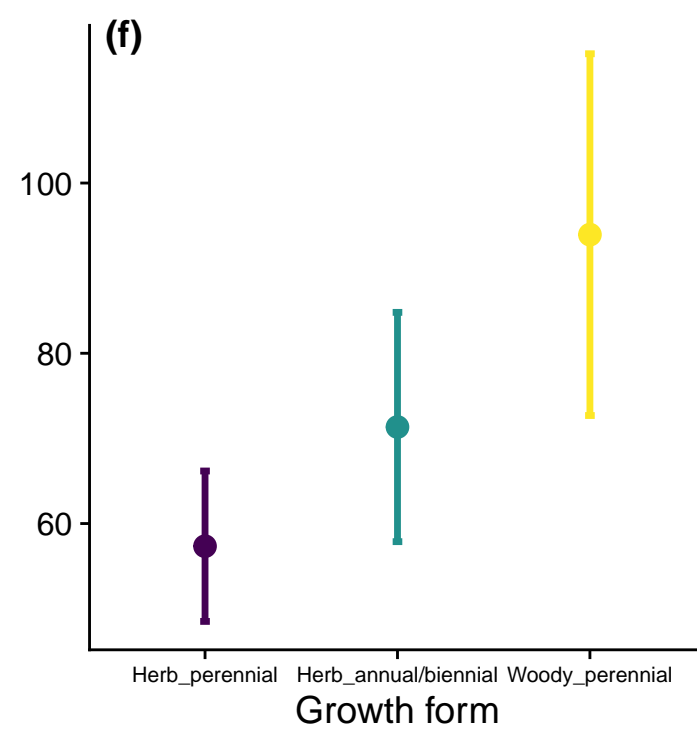 (f)
100
80
60
Herb_perennial Herb_annual/biennial Woody_perennial
Growth form